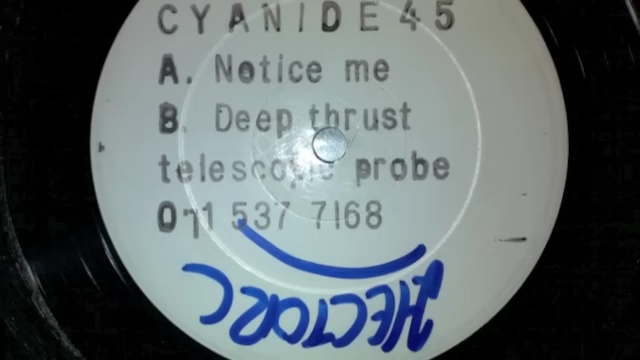 CYANIDE 45
A. Notice me
B. Deep thrust
telescopic probe
071 537 7168
HECTOR C